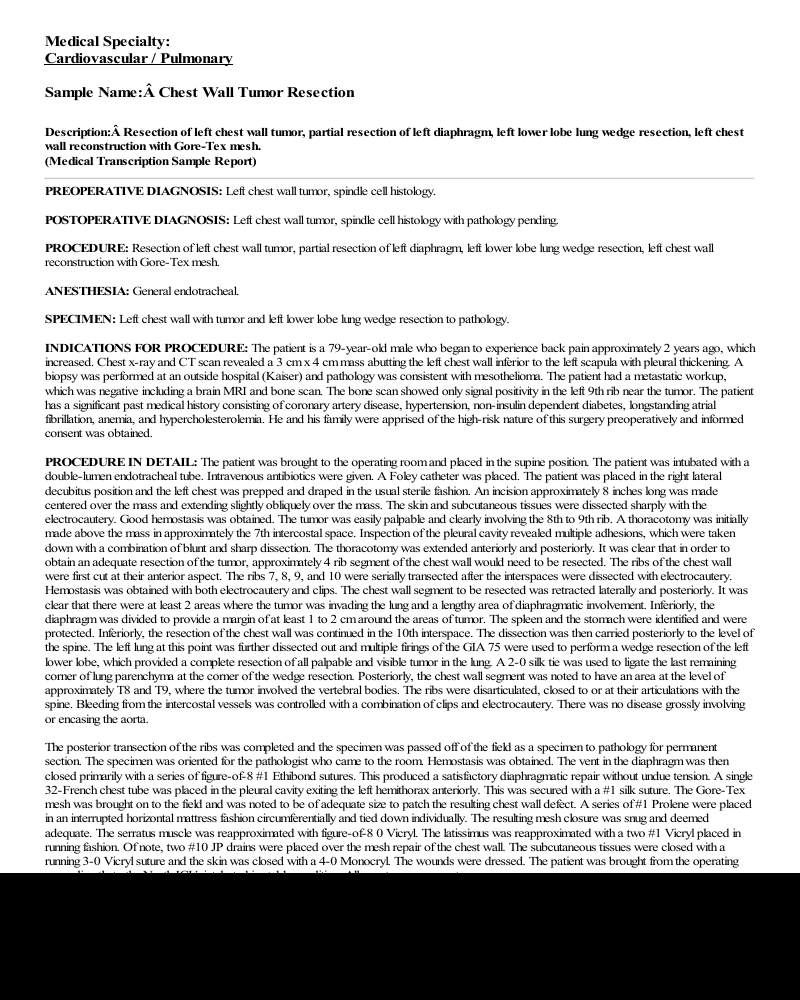 Medical Specialty:
Cardiovascular / Pulmonary
Sample Name:Â Chest Wall Tumor Resection
Description:Â Resection of left chest wall tumor, partial resection of left diaphragm, left lower lobe lung wedge resection, left chest
wall reconstruction with Gore-Tex mesh.
(Medical Transcription Sample Report)
PREOPERATIVE DIAGNOSIS: Left chest wall tumor, spindle cell histology.
POSTOPERATIVE DIAGNOSIS: Left chest wall tumor, spindle cell histology with pathology pending.
PROCEDURE: Resection of left chest wall tumor, partial resection of left diaphragm, left lower lobe lung wedge resection, left chest wall
reconstruction with Gore-Tex mesh.
ANESTHESIA: General endotracheal.
SPECIMEN: Left chest wall with tumor and left lower lobe lung wedge resection to pathology.
INDICATIONS FOR PROCEDURE: The patient is a 79-year-old male who began to experience back pain approximately 2 years ago, which
increased. Chest x-ray and CT scan revealed a 3 cm x 4 cm mass abutting the left chest wall inferior to the left scapula with pleural thickening. A
biopsy was performed at an outside hospital (Kaiser) and pathology was consistent with mesothelioma. The patient had a metastatic workup,
which was negative including a brain MRI and bone scan. The bone scan showed only signal positivity in the left 9th rib near the tumor. The patient
has a significant past medical history consisting of coronary artery disease, hypertension, non-insulin dependent diabetes, longstanding atrial
fibrillation, anemia, and hypercholesterolemia. He and his family were apprised of the high-risk nature of this surgery preoperatively and informed
consent was obtained.
PROCEDURE IN DETAIL: The patient was brought to the operating room and placed in the supine position. The patient was intubated with a
double-lumen endotracheal tube. Intravenous antibiotics were given. A Foley catheter was placed. The patient was placed in the right lateral
decubitus position and the left chest was prepped and draped in the usual sterile fashion. An incision approximately 8 inches long was made
centered over the mass and extending slightly obliquely over the mass. The skin and subcutaneous tissues were dissected sharply with the
electrocautery. Good hemostasis was obtained. The tumor was easily palpable and clearly involving the 8th to 9th rib. A thoracotomy was initially
made above the mass in approximately the 7th intercostal space. Inspection of the pleural cavity revealed multiple adhesions, which were taken
down with a combination of blunt and sharp dissection. The thoracotomy was extended anteriorly and posteriorly. It was clear that in order to
obtain an adequate resection of the tumor, approximately 4 rib segment of the chest wall would need to be resected. The ribs of the chest wall
were first cut at their anterior aspect. The ribs 7, 8, 9, and 10 were serially transected after the interspaces were dissected with electrocautery.
Hemostasis was obtained with both electrocautery and clips. The chest wall segment to be resected was retracted laterally and posteriorly. It was
clear that there were at least 2 areas where the tumor was invading the lung and a lengthy area of diaphragmatic involvement. Inferiorly, the
diaphragm was divided to provide a margin of at least 1 to 2 cm around the areas of tumor. The spleen and the stomach were identified and were
protected. Inferiorly, the resection of the chest wall was continued in the 10th interspace. The dissection was then carried posteriorly to the level of
the spine. The left lung at this point was further dissected out and multiple firings of the GIA 75 were used to perform a wedge resection of the left
lower lobe, which provided a complete resection of all palpable and visible tumor in the lung. A 2-0 silk tie was used to ligate the last remaining
corner of lung parenchyma at the corner of the wedge resection. Posteriorly, the chest wall segment was noted to have an area at the level of
approximately T8 and T9, where the tumor involved the vertebral bodies. The ribs were disarticulated, closed to or at their articulations with the
spine. Bleeding from the intercostal vessels was controlled with a combination of clips and electrocautery. There was no disease grossly involving
or encasing the aorta.
The posterior transection of the ribs was completed and the specimen was passed off of the field as a specimen to pathology for permanent
section. The specimen was oriented for the pathologist who came to the room. Hemostasis was obtained. The vent in the diaphragm was then
closed primarily with a series of figure-of-8 #1 Ethibond sutures. This produced a satisfactory diaphragmatic repair without undue tension. A single
32-French chest tube was placed in the pleural cavity exiting the left hemithorax anteriorly. This was secured with a #1 silk suture. The Gore-Tex
mesh was brought on to the field and was noted to be of adequate size to patch the resulting chest wall defect. A series of #1 Prolene were placed
in an interrupted horizontal mattress fashion circumferentially and tied down individually. The resulting mesh closure was snug and deemed
adequate. The serratus muscle was reapproximated with figure-of-8 0 Vicryl. The latissimus was reapproximated with a two #1 Vicryl placed in
running fashion. Of note, two #10 JP drains were placed over the mesh repair of the chest wall. The subcutaneous tissues were closed with a
running 3-0 Vicryl suture and the skin was closed with a 4-0 Monocryl. The wounds were dressed. The patient was brought from the operating